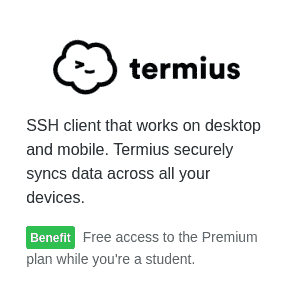 termius
SSH client that works on desktop
and mobile. Termius securely
syncs data across all your
devices.
Benefit Free access to the Premium
plan while you're a student.